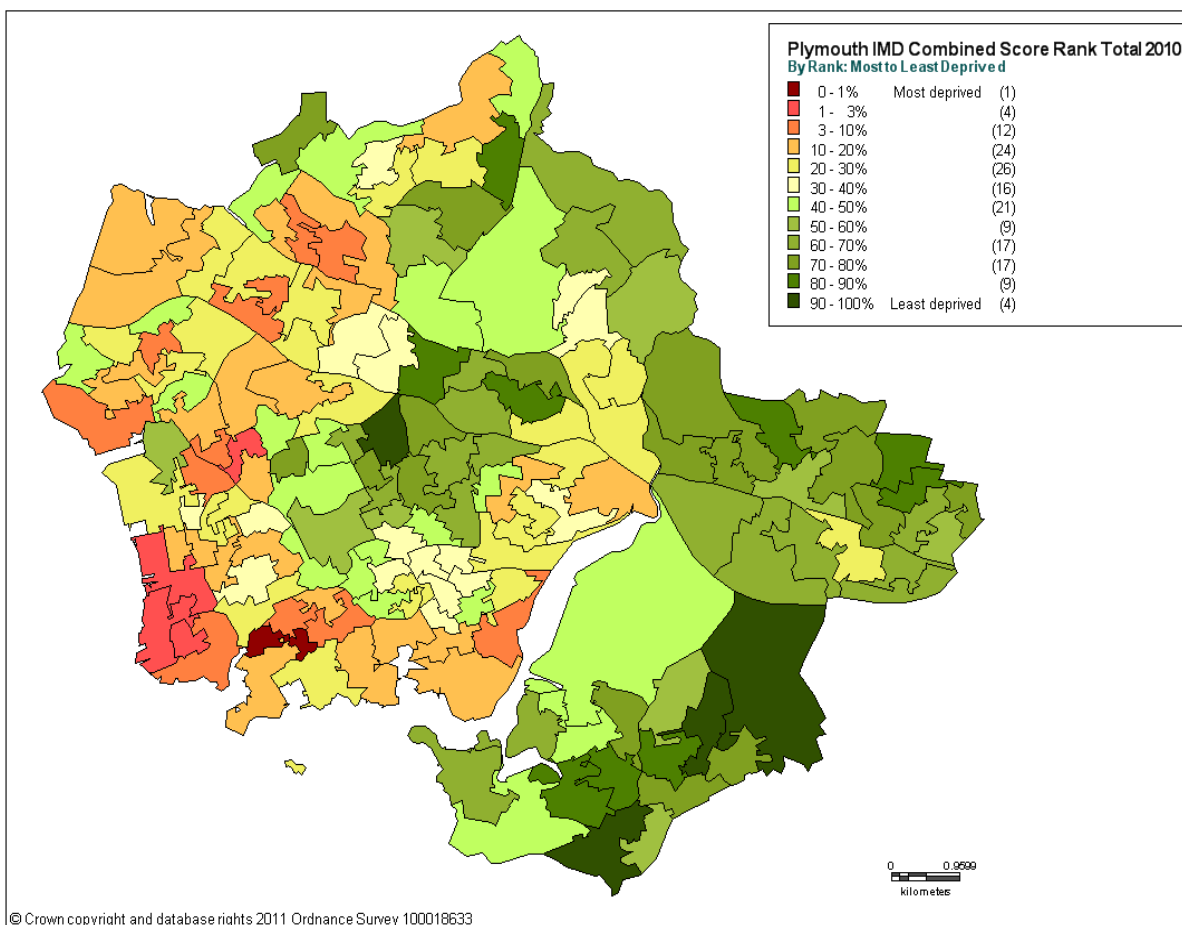 Plymouth IMD Combined Score Rank Total 2010
By Rank: Most to Least Deprived
0 - 1% Most deprived (1)
1 - 3% (4)
3 - 10% (12)
10 - 20% (24)
20 - 30% (26)
30 - 40% (16)
40 - 50% (21)
50 - 60% (9)
60 - 70% (17)
70 - 80% (17)
80 - 90% (9)
90 - 100% Least deprived (4)
0 0.9599
kilometers
© Crown copyright and database rights 2011 Ordnance Survey 100018633